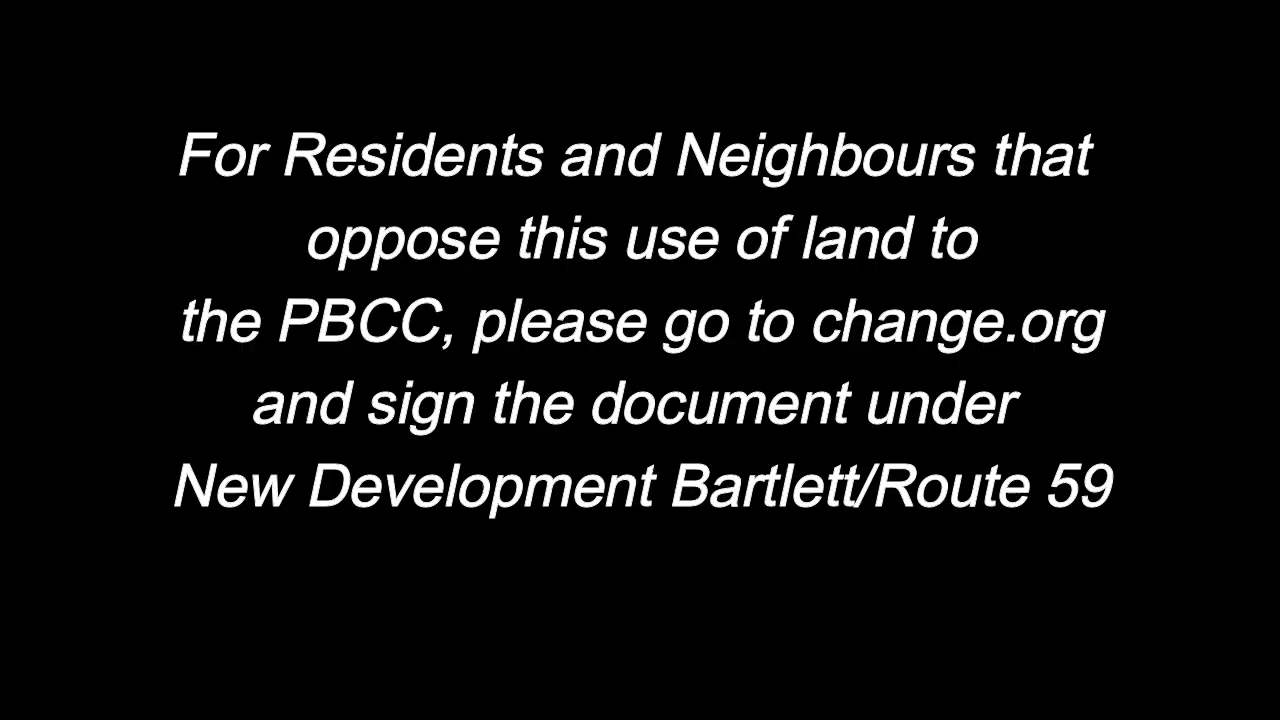 For Residents and Neighbours that
oppose this use of land to
the PBCC, please go to change.org
and sign the document under
New Development Bartlett/Route 59